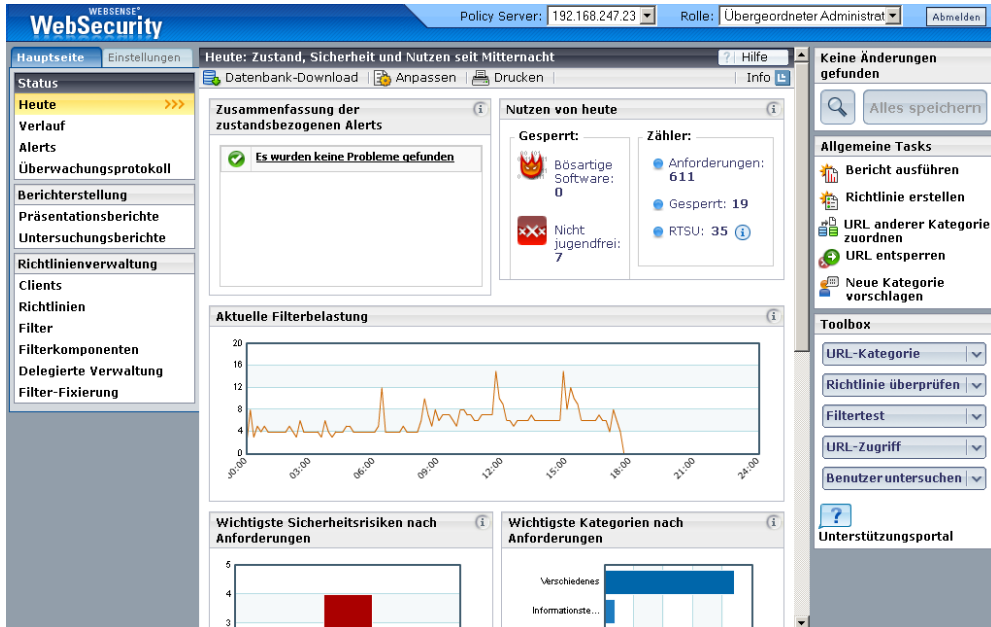 WEBSENSE®
WebSecurity
Policy Server: 192.168.247.23
Rolle: Übergeordneter Administrat
Abmelden
Hauptseite
Einstellungen
Status
Heute >>>
Verlauf
Alerts
Überwachungsprotokoll
Berichterstellung
Präsentationsberichte
Untersuchungsberichte
Richtlinienverwaltung
Clients
Richtlinien
Filter
Filterkomponenten
Delegierte Verwaltung
Filter-Fixierung
Heute: Zustand, Sicherheit und Nutzen seit Mitternacht
? Hilfe
Datenbank-Download
Anpassen
Drucken
Info
Zusammenfassung der
zustandsbezogenen Alerts
Es wurden keine Probleme gefunden
Nutzen von heute
Gesperrt:
Bösartige
Software:
0
xXx
Nicht
jugendfrei:
7
Zähler:
Anforderungen:
611
Gesperrt: 19
RTSU: 35
Aktuelle Filterbelastung
20
16
12
8
4
0
00:00
03:00
06:00
09:00
12:00
15:00
18:00
21:00
24:00
Wichtigste Sicherheitsrisiken nach
Anforderungen
5
4
3
Wichtigste Kategorien nach
Anforderungen
Verschiedenes
Informationste...
Keine Änderungen
gefunden
Alles speichern
Allgemeine Tasks
Bericht ausführen
Richtlinie erstellen
URL anderer Kategorie
zuordnen
URL entsperren
Neue Kategorie
vorschlagen
Toolbox
URL-Kategorie
Richtlinie überprüfen
Filtertest
URL-Zugriff
Benutzer untersuchen
?
Unterstützungsportal